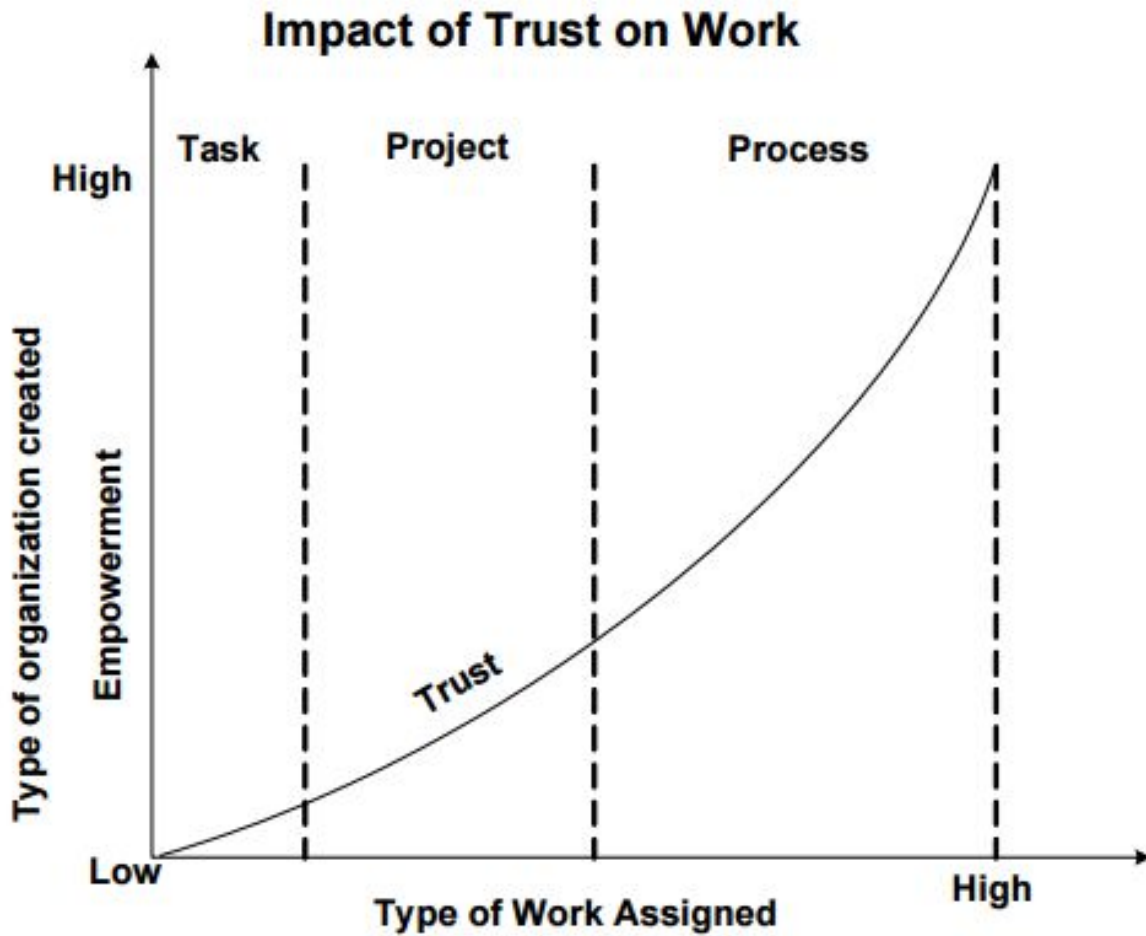 Impact of Trust on Work
Task
Project
Process
High
Type of organization created
Empowerment
Trust
Low
High
Type of Work Assigned